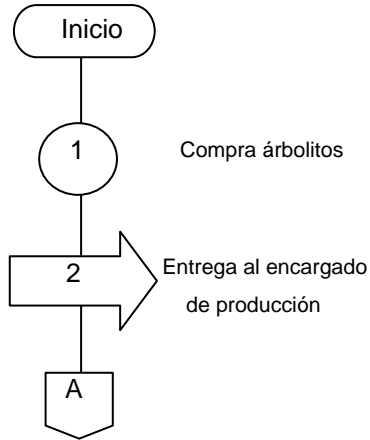 Inicio
1
Compra árbolitos
2
Entrega al encargado
de producción
A